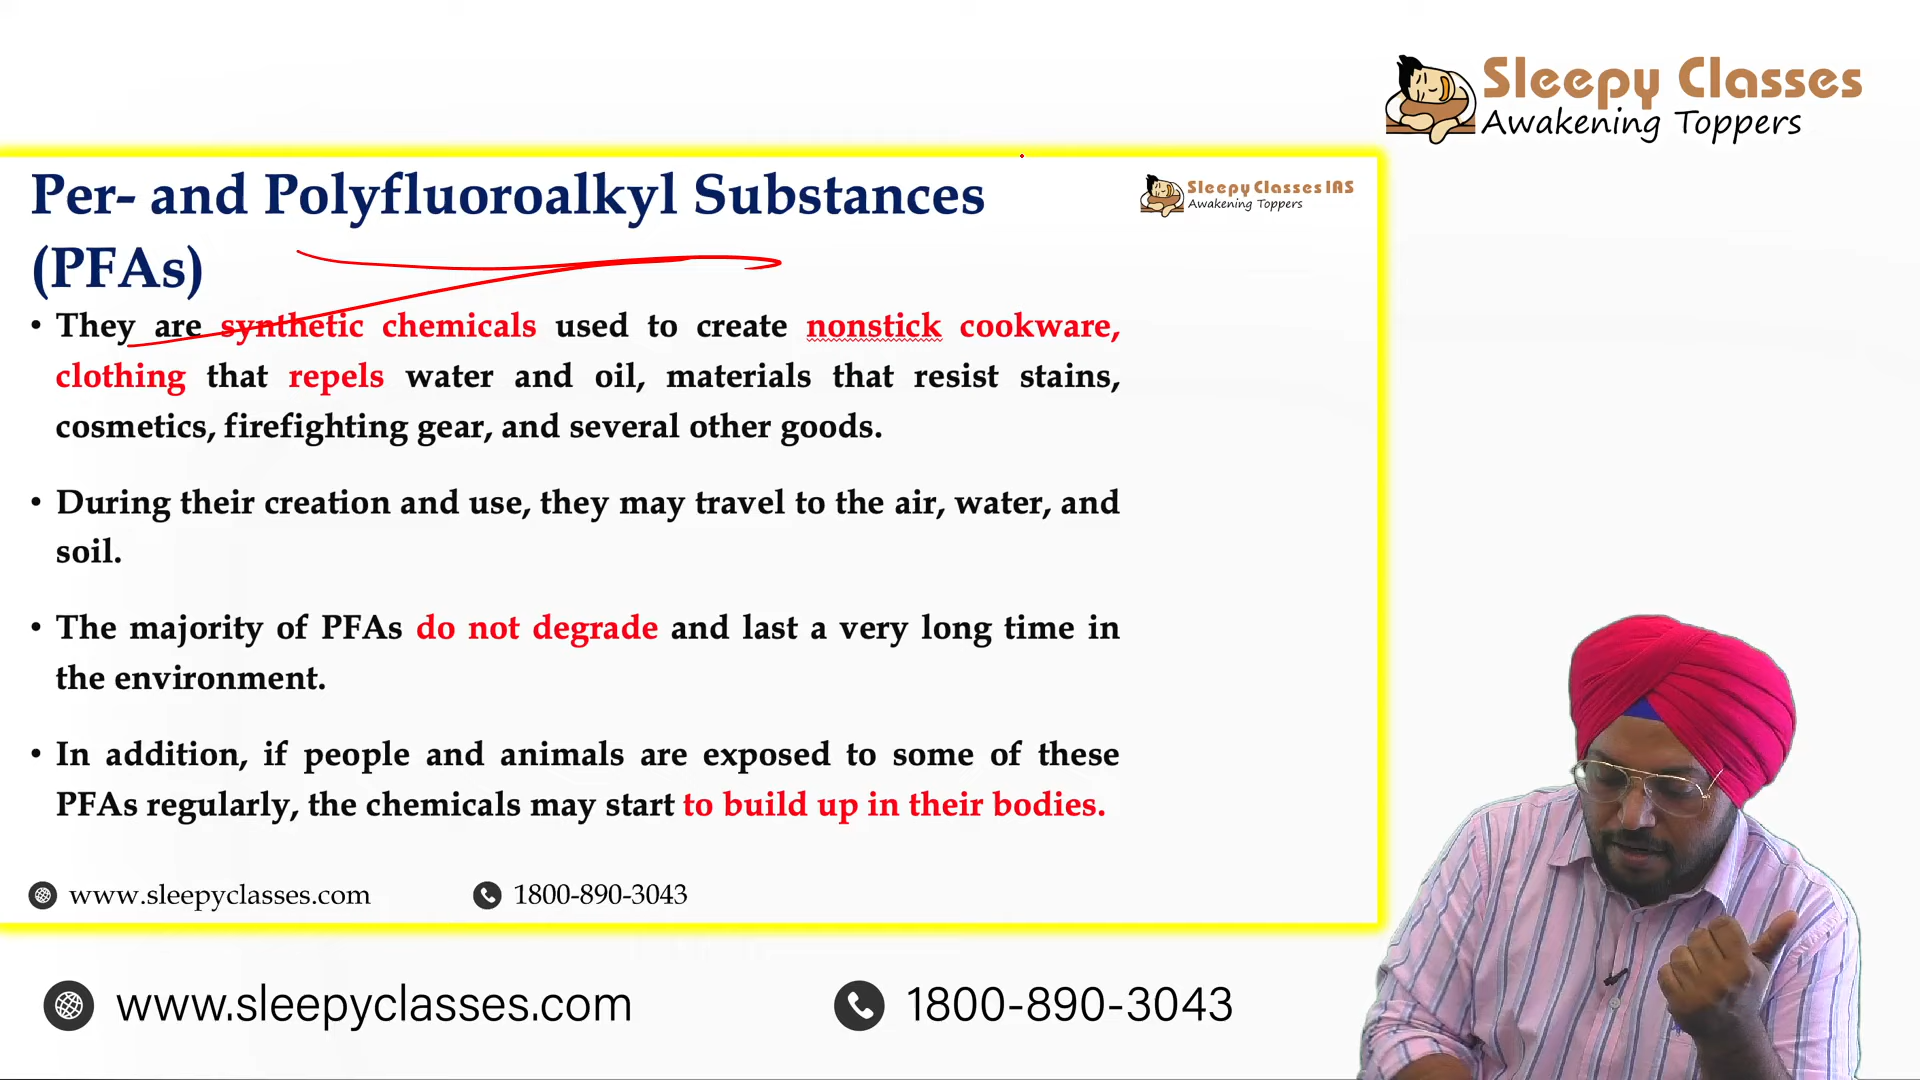 Sleepy Classes
Awakening Toppers
Per- and Polyfluoroalkyl Substances
(PFAs)
Sleepy Classes IAS
Awakening Toppers
• They are synthetic chemicals used to create nonstick cookware,
clothing that repels water and oil, materials that resist stains,
cosmetics, firefighting gear, and several other goods.
• During their creation and use, they may travel to the air, water, and
soil.
• The majority of PFAs do not degrade and last a very long time in
the environment.
• In addition, if people and animals are exposed to some of these
PFAs regularly, the chemicals may start to build up in their bodies.
www.sleepyclasses.com 1800-890-3043
www.sleepyclasses.com 1800-890-3043